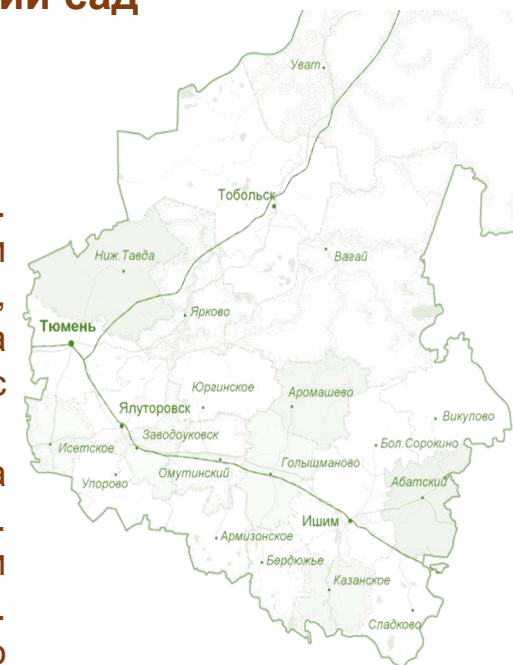 ий сад
Уват
Тобольск
Ниж.Тавда
Вагай
Ярково
Тюмень
Юргинское
Аромашево
Ялуторовск
Викулово
Заводоуковск
Бол.Сорокино
Исетское
Омутинский
Голышманово
Упорово
Абатский
Ишим
Армизонское
Бердюжье
Казанское
Сладково
.
и
,
а
с
а
.
и
.
о